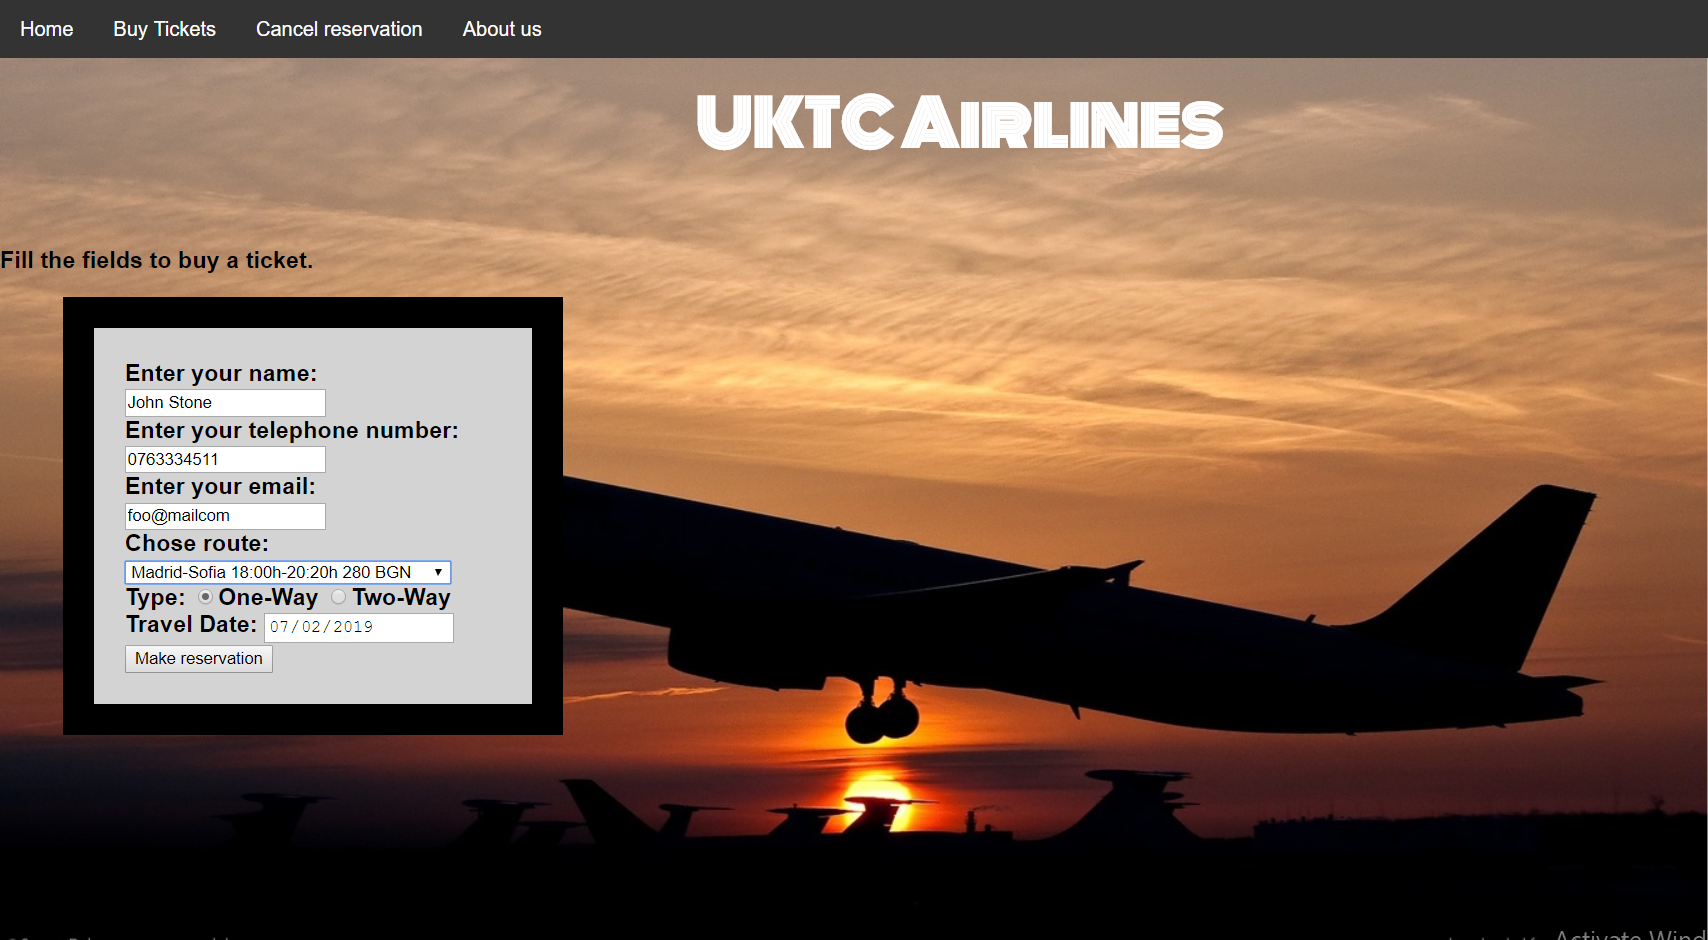 Home Buy Tickets Cancel reservation About us
UKTC AIRLINES
Fill the fields to buy a ticket.
Enter your name:
John Stone
Enter your telephone number:
0763334511
Enter your email:
foo@mailcom
Chose route:
Madrid-Sofia 18:00h-20:20h 280 BGN
Type: One-Way Two-Way
Travel Date: 07/02/2019
Make reservation
Activate Wind